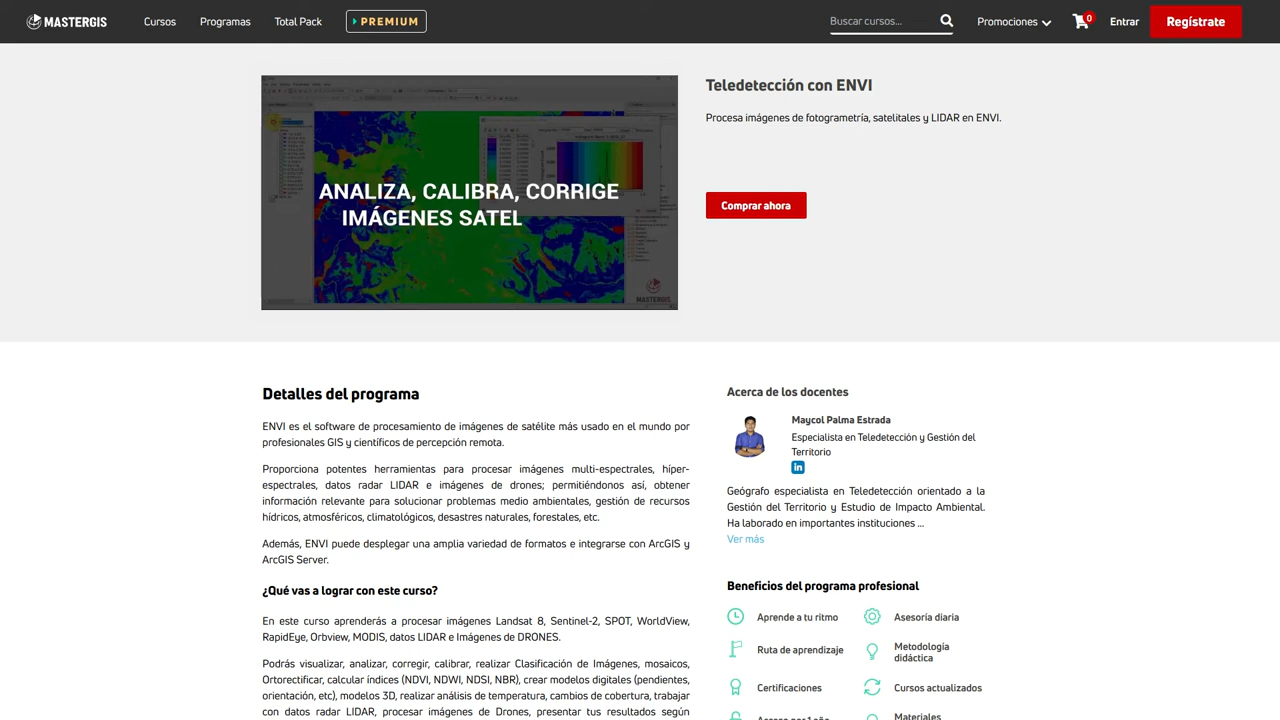 MASTERGIS
Cursos
Programas
Total Pack
PREMIUM
Buscar cursos...
Promociones
0
Entrar
Regístrate
ANALIZA, CALIBRA, CORRIGE
IMÁGENES SATEL
MASTERGIS
Teledetección con ENVI
Procesa imágenes de fotogrametría, satelitales y LIDAR en ENVI.
Comprar ahora
Detalles del programa
ENVI es el software de procesamiento de imágenes de satélite más usado en el mundo por
profesionales GIS y científicos de percepción remota.
Proporciona potentes herramientas para procesar imágenes multi-espectrales, híper-
espectrales, datos radar LIDAR e imágenes de drones; permitiéndonos así, obtener
información relevante para solucionar problemas medio ambientales, gestión de recursos
hídricos, atmosféricos, climatológicos, desastres naturales, forestales, etc.
Además, ENVI puede desplegar una amplia variedad de formatos e integrarse con ArcGIS y
ArcGIS Server.
¿Qué vas a lograr con este curso?
En este curso aprenderás a procesar imágenes Landsat 8, Sentinel-2, SPOT, WorldView,
RapidEye, Orbview, MODIS, datos LIDAR e Imágenes de DRONES.
Podrás visualizar, analizar, corregir, calibrar, realizar Clasificación de Imágenes, mosaicos,
Ortorectificar, calcular índices (NDVI, NDWI, NDSI, NBR), crear modelos digitales (pendientes,
orientación, etc), modelos 3D, realizar análisis de temperatura, cambios de cobertura, trabajar
con datos radar LIDAR, procesar imágenes de Drones, presentar tus resultados según
Acerca de los docentes
Maycol Palma Estrada
Especialista en Teledetección y Gestión del
Territorio
in
Geógrafo especialista en Teledetección orientado a la
Gestión del Territorio y Estudio de Impacto Ambiental.
Ha laborado en importantes instituciones ...
Ver más
Beneficios del programa profesional
Aprende a tu ritmo
Asesoría diaria
Ruta de aprendizaje
Metodología
didáctica
Certificaciones
Cursos actualizados
Acceso por 1 año
Materiales